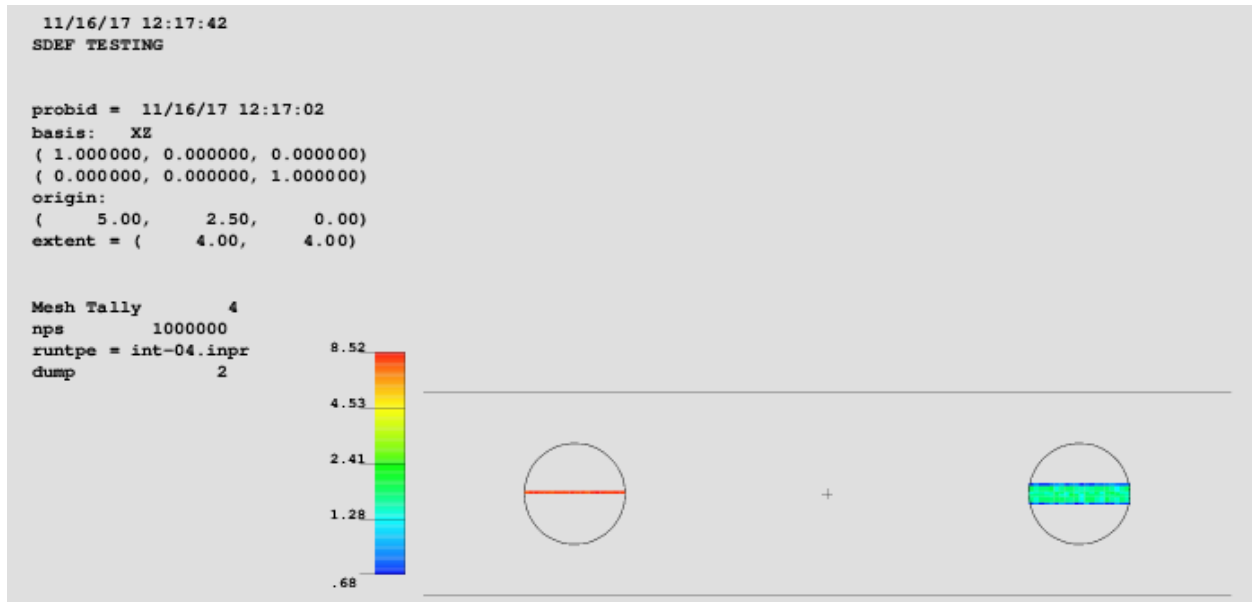 11/16/17 12:17:42
SDEF TESTING
probid = 11/16/17 12:17:02
basis: XZ
( 1.000000, 0.000000, 0.000000)
( 0.000000, 0.000000, 1.000000)
origin:
( 5.00, 2.50, 0.00)
extent = ( 4.00, 4.00)
Mesh Tally 4
nps 1000000
runtpe = int-04.inpr
dump 2
8.52
4.53
2.41
1.28
.68